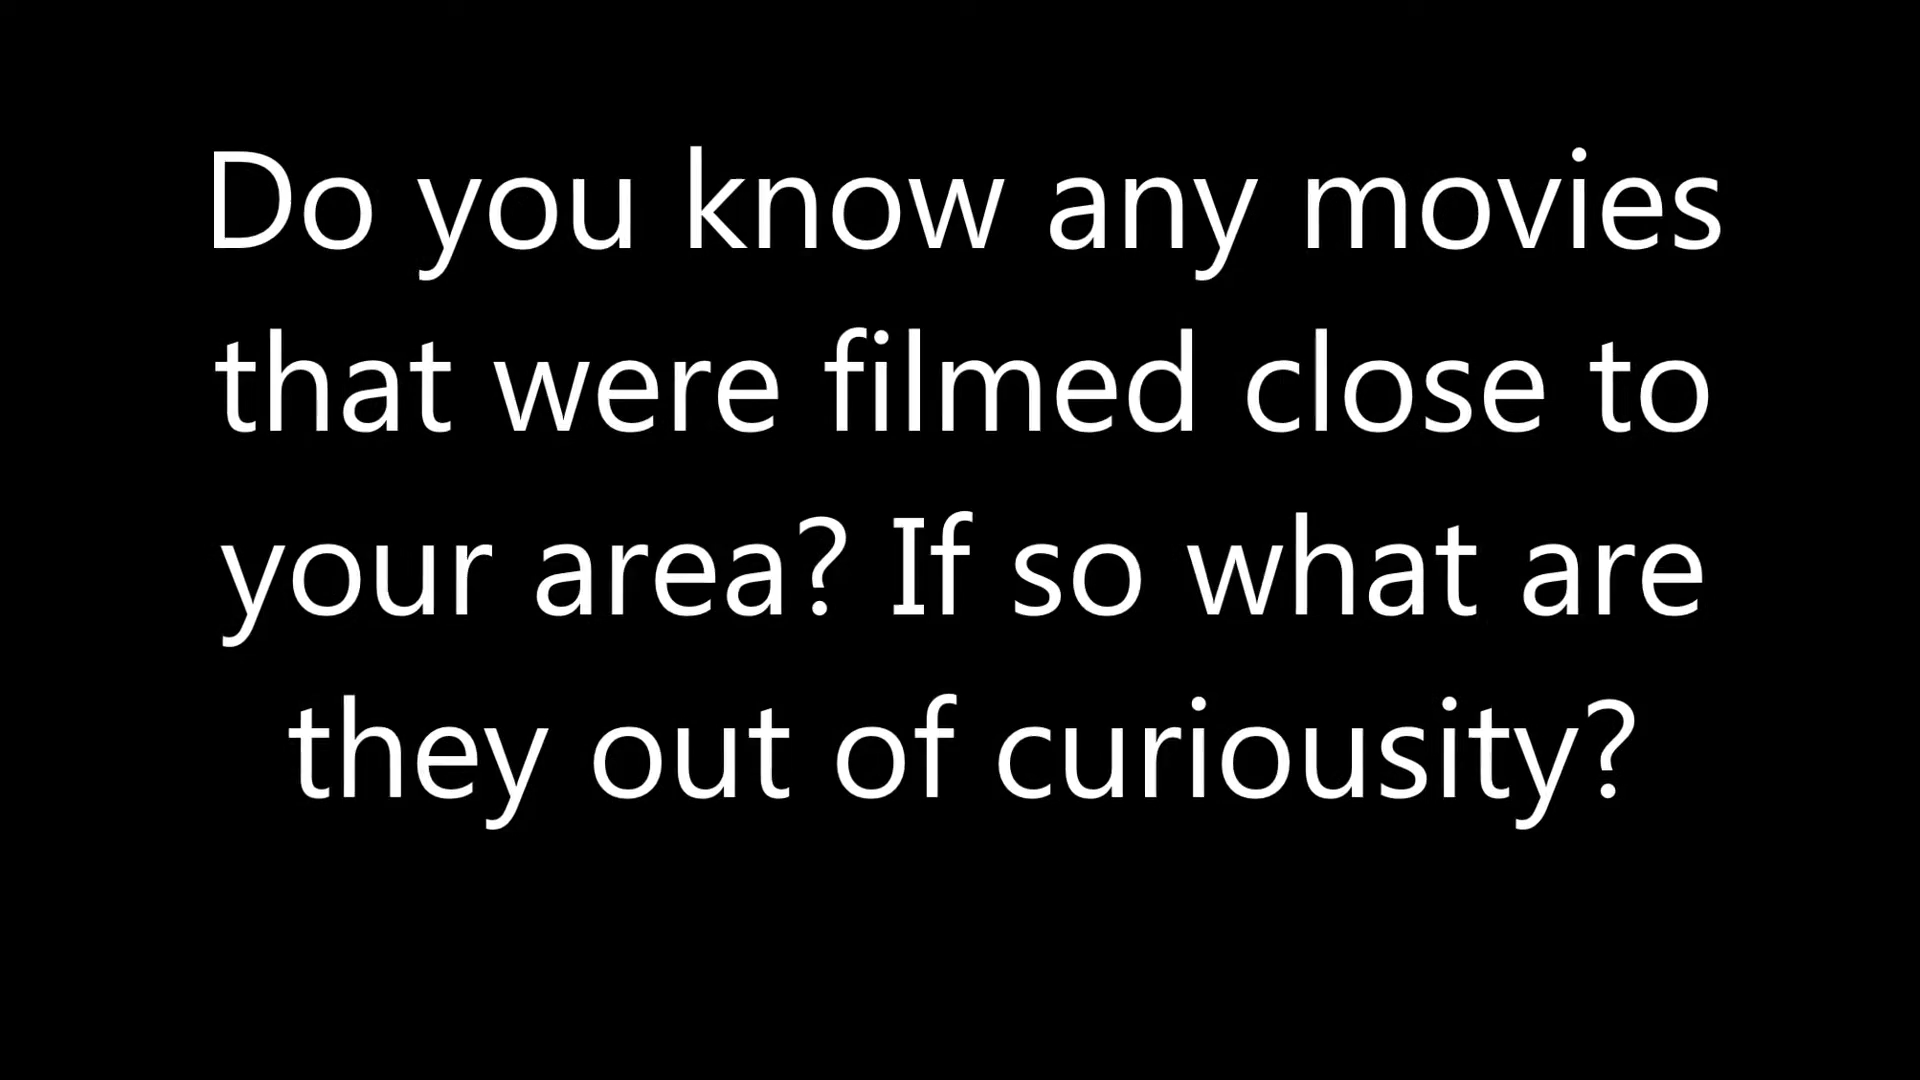 Do you know any movies
that were filmed close to
your area? If so what are
they out of curiousity?